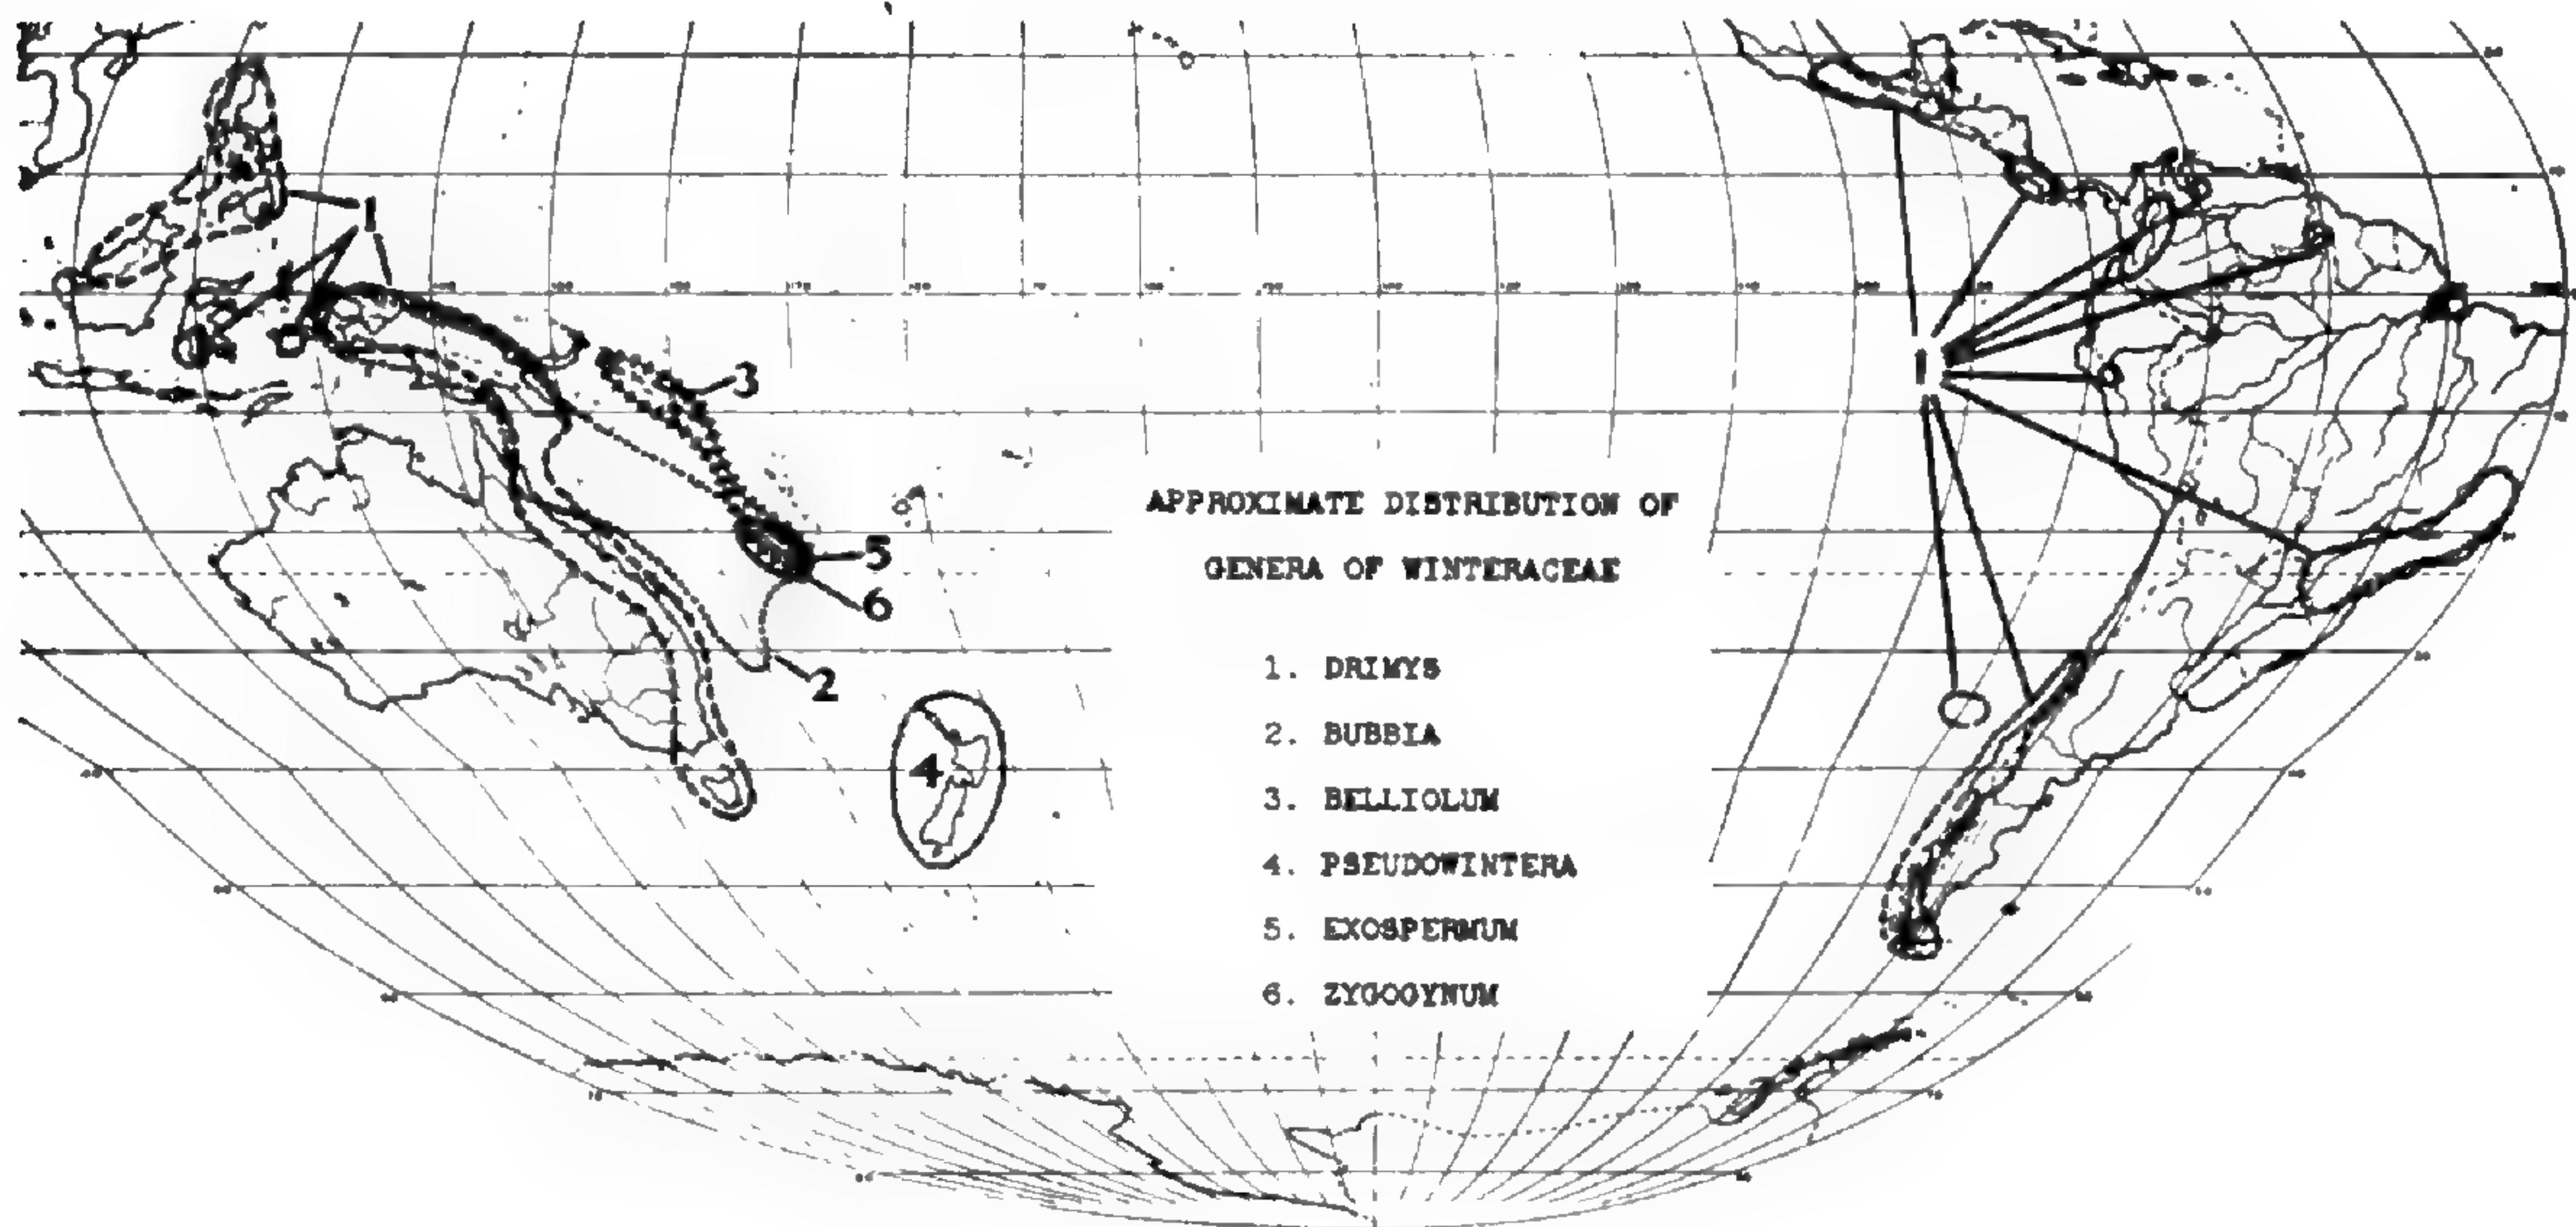 1
3
5
6
2
4
1
APPROXIMATE DISTRIBUTION OF
GENERA OF WINTERACEAE
1. DRIMYS
2. BUBBIA
3. BELLIOLUM
4. PSEUDOWINTERA
5. EXOSPERMUM
6. ZYGOGYNUM